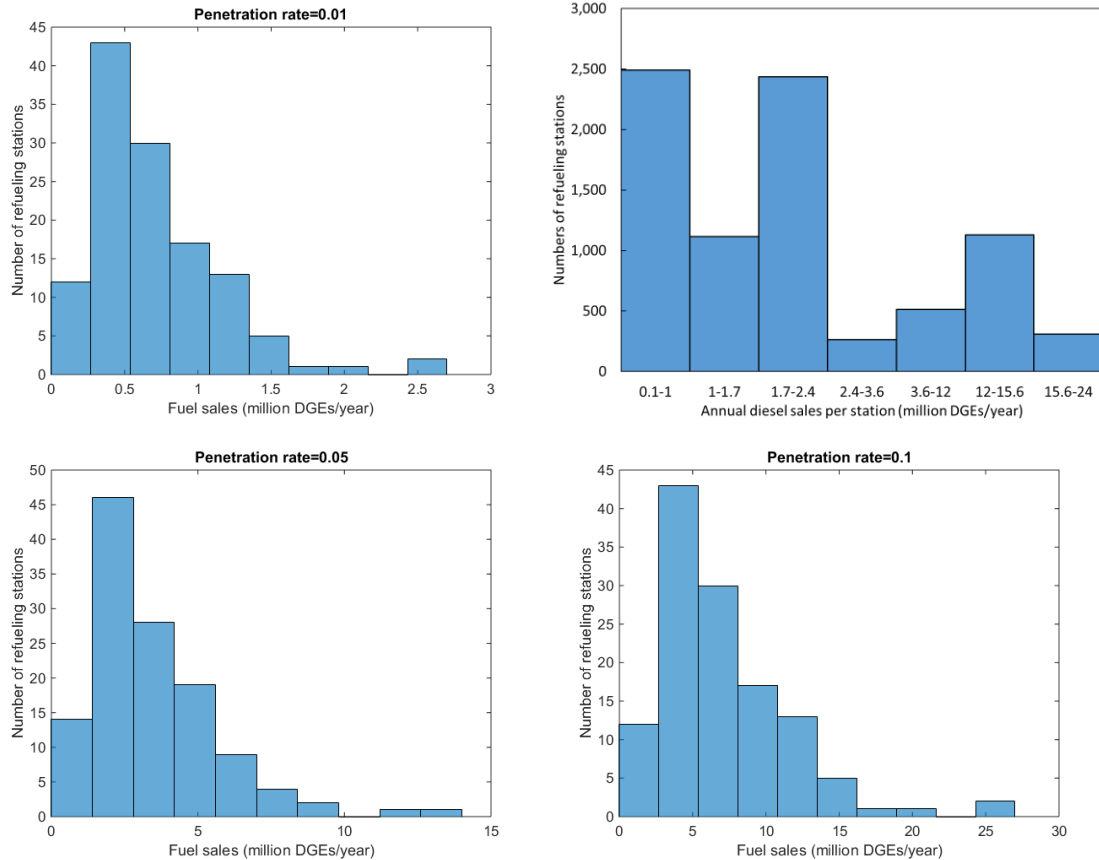 Penetration rate=0.01
45
40
35
30
25
20
15
10
5
0
Number of refueling stations
0 0.5 1 1.5 2 2.5 3
Fuel sales (million DGEs/year)
3,000
2,500
2,000
1,500
1,000
500
0
Numbers of refueling stations
0.1-1 1-1.7 1.7-2.4 2.4-3.6 3.6-12 12-15.6 15.6-24
Annual diesel sales per station (million DGEs/year)
Penetration rate=0.05
50
45
40
35
30
25
20
15
10
5
0
Number of refueling stations
0 5 10 15
Fuel sales (million DGEs/year)
Penetration rate=0.1
45
40
35
30
25
20
15
10
5
0
Number of refueling stations
0 5 10 15 20 25 30
Fuel sales (million DGEs/year)